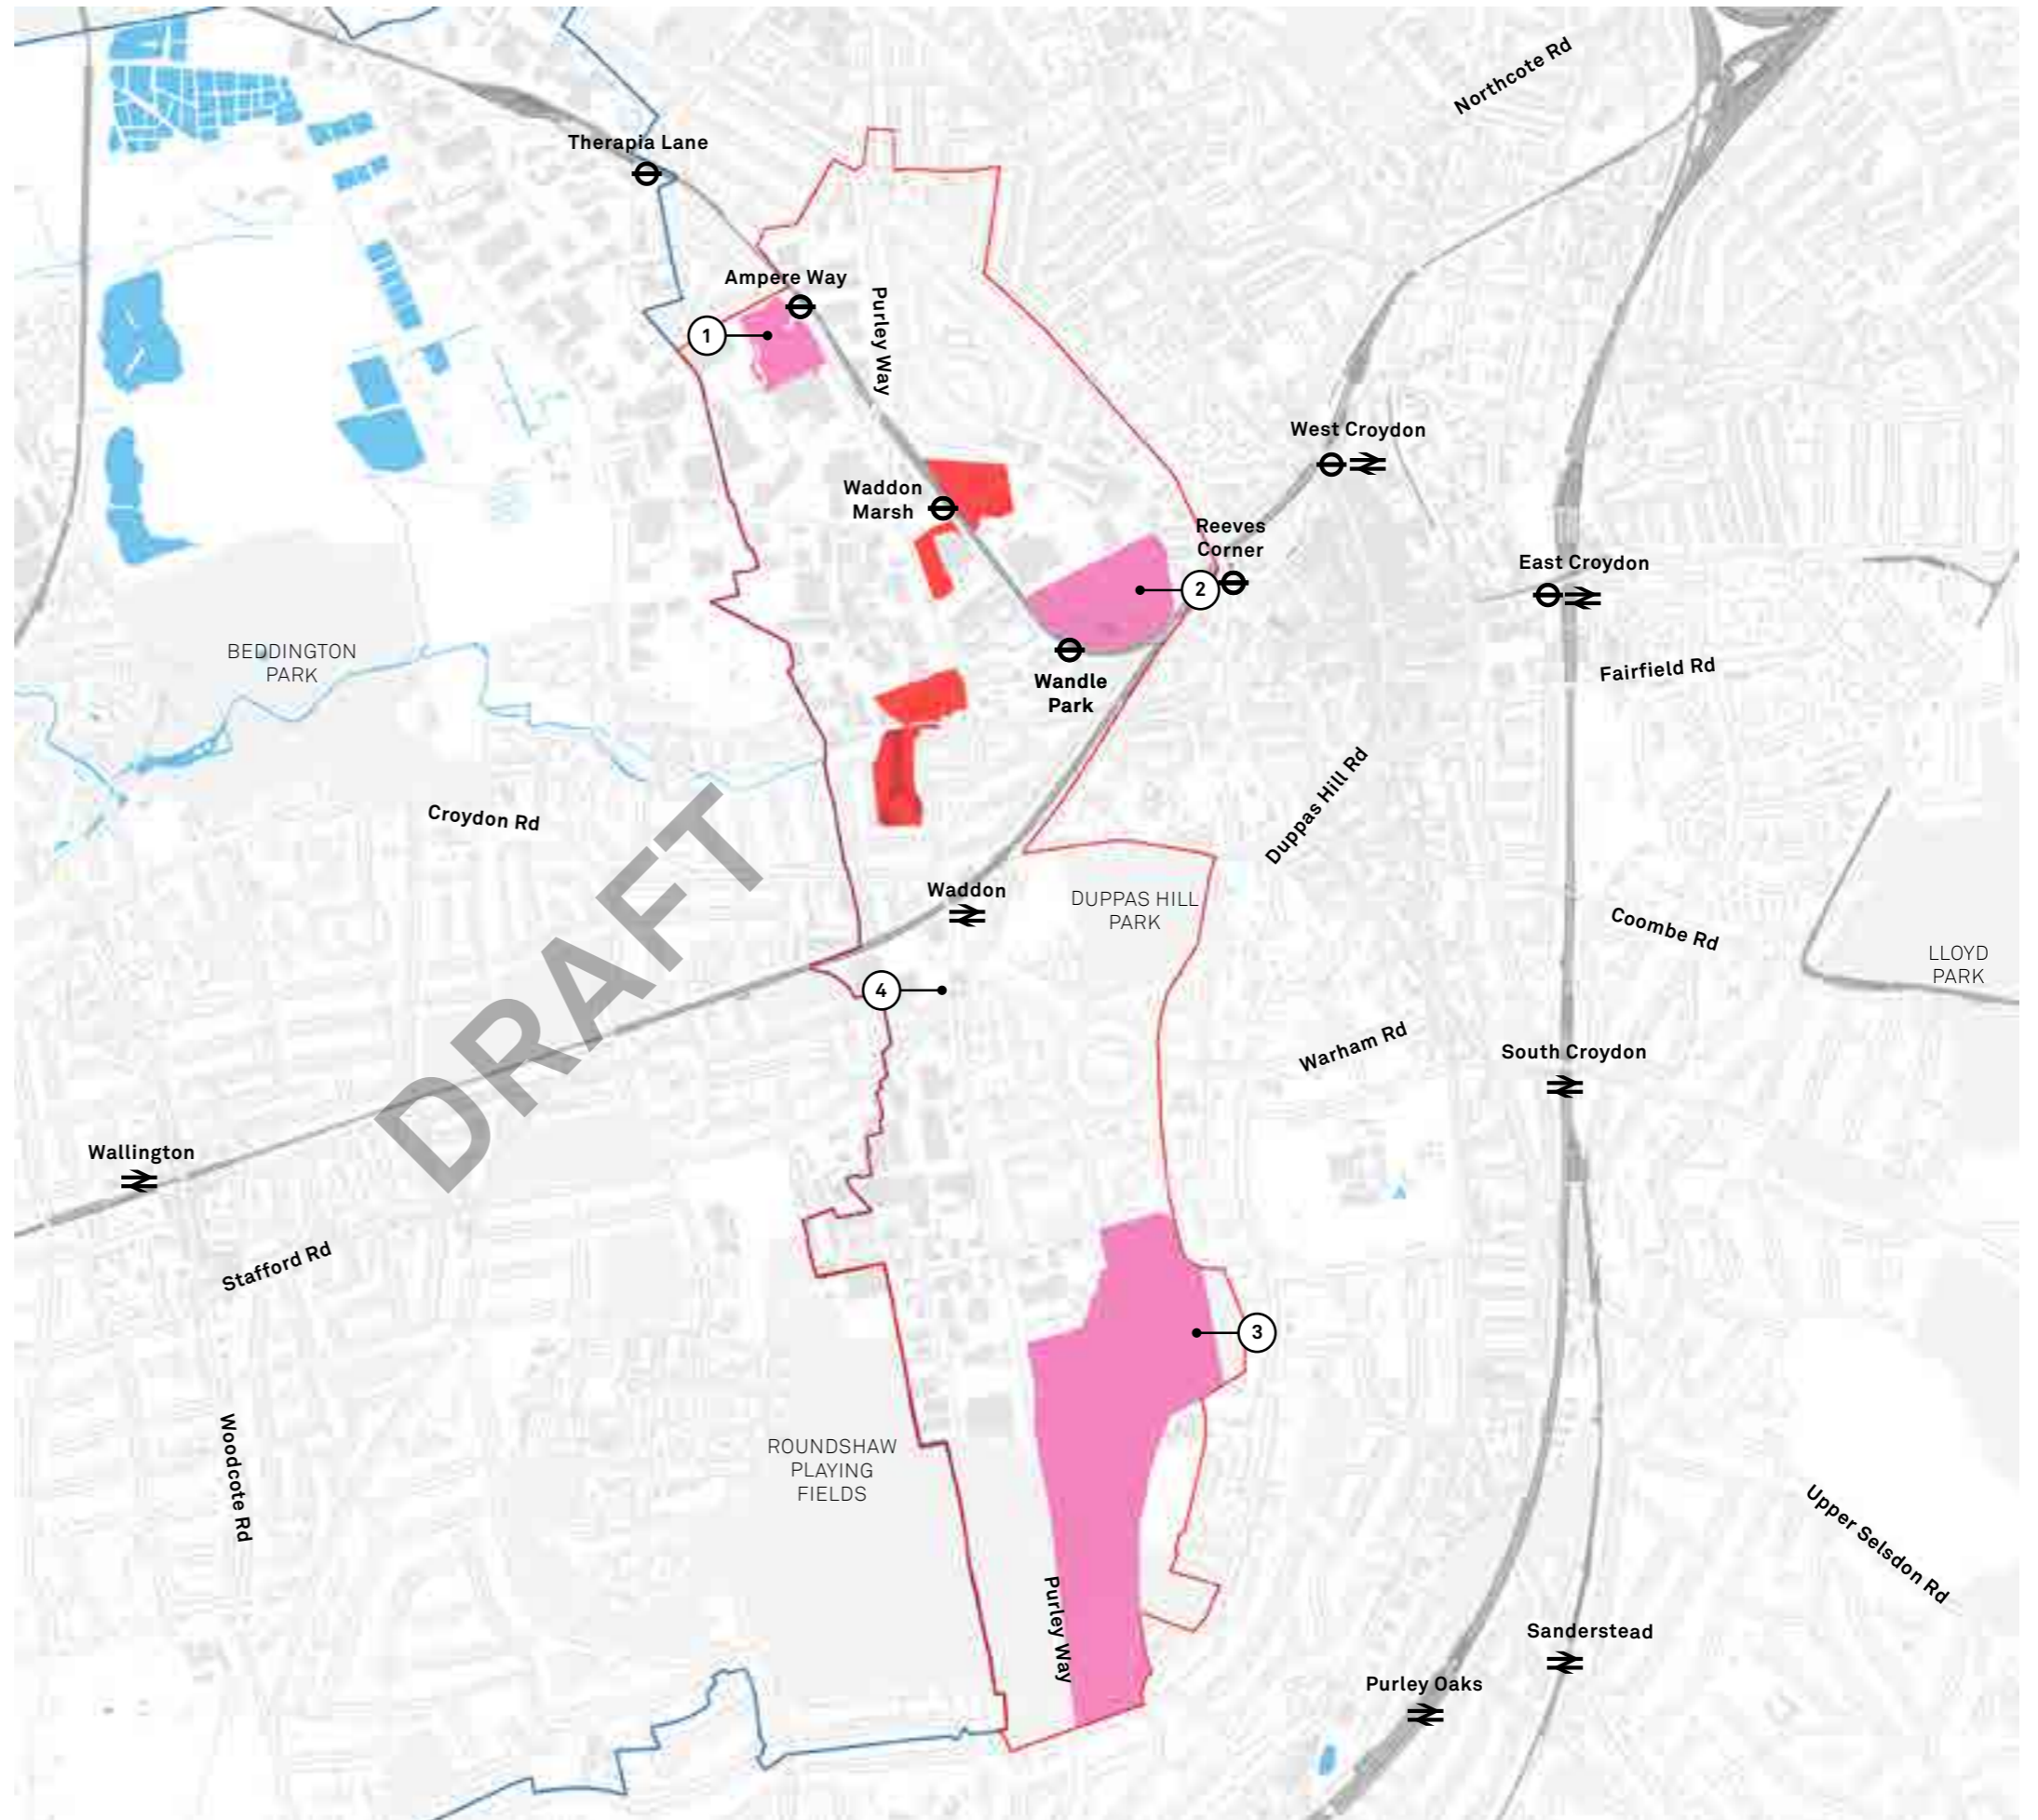 Northcote Rd
Therapia Lane
Ampere Way
Purley Way
1
West Croydon
Waddon
Marsh
Reeves
Corner
East Croydon
2
BEDDINGTON
PARK
Fairfield Rd
Wandle
Park
Croydon Rd
Duppas Hill Rd
DRAFT
Waddon
DUPPAS HILL
PARK
Coombe Rd
LLOYD
PARK
4
Warham Rd
South Croydon
Wallington
Stafford Rd
3
Woodcote Rd
ROUNDSHAW
PLAYING
FIELDS
Upper Selsdon Rd
Purley Way
Sanderstead
Purley Oaks